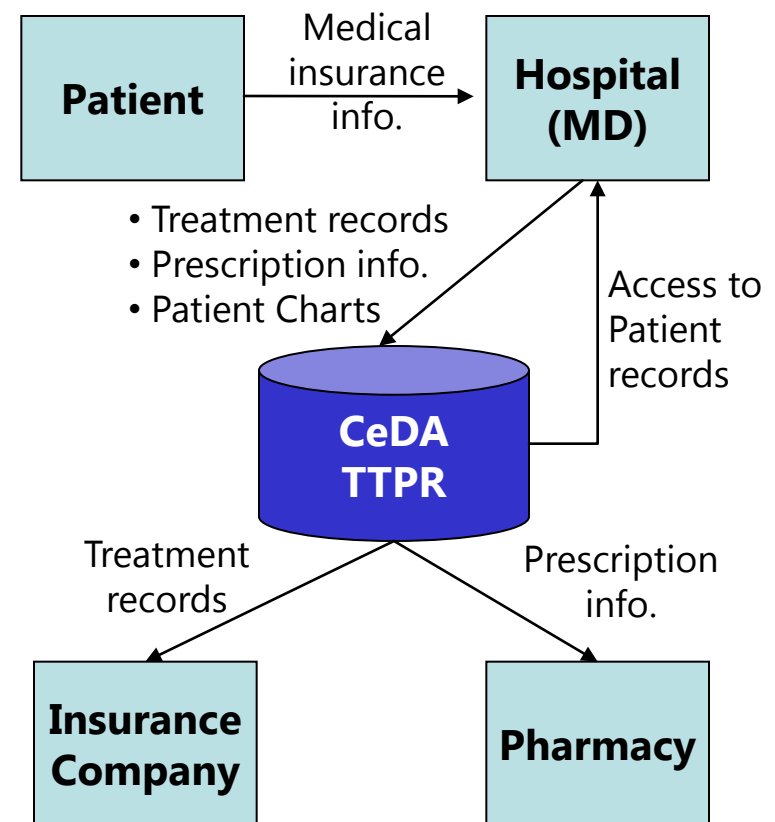 Patient
Medical
insurance
info.
Hospital
(MD)
• Treatment records
• Prescription info.
• Patient Charts
Access to
Patient
records
CeDA
TTPR
Treatment
records
Prescription
info.
Insurance
Company
Pharmacy